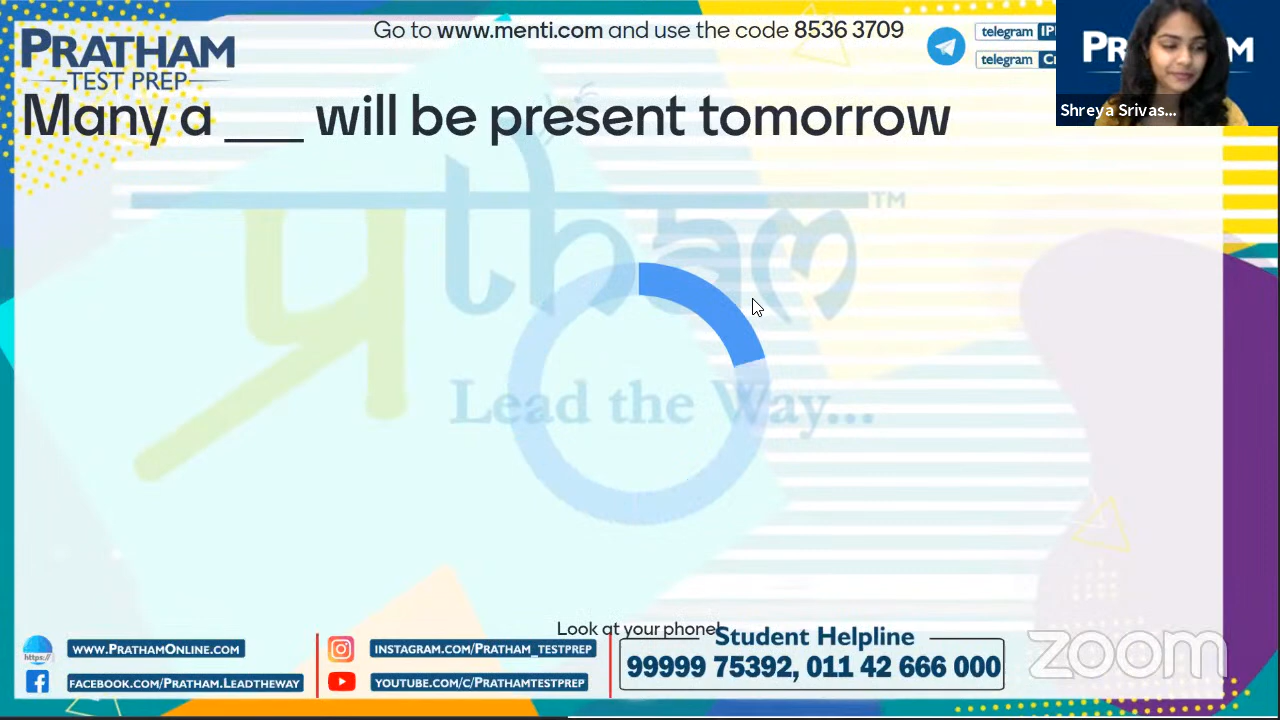 Go to www.menti.com and use the code 8536 3709
PRATHAM
TEST PREP
telegram
telegram
Shreya Srivas...
Many a ___ will be present tomorrow
प्रtham™
Lead the Way...
Look at your phone!
WWW.PRATHAMONLINE.COM
FACEBOOK.COM/PRATHAM.LEADTHEWAY
INSTAGRAM.COM/PRATHAM_TESTPREP
YOUTUBE.COM/C/PRATHAMTESTPREP
Student Helpline
99999 75392, 011 42 666 000
https://
zoom